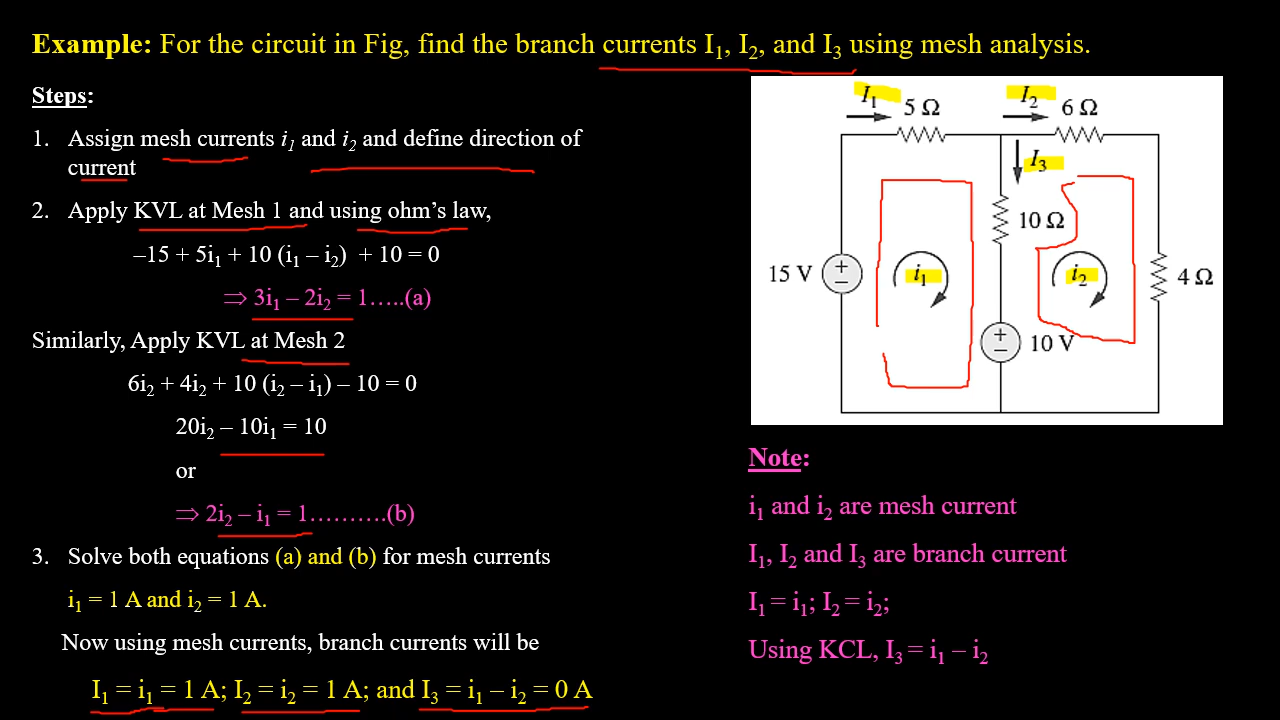 Example: For the circuit in Fig, find the branch currents I₁, I₂, and I₃ using mesh analysis.
Steps:
1. Assign mesh currents i₁ and i₂ and define direction of
current
2. Apply KVL at Mesh 1 and using ohm's law,
–15 + 5i₁ + 10 (i₁ – i₂) + 10 = 0
⇒ 3i₁ – 2i₂ = 1…..(a)
Similarly, Apply KVL at Mesh 2
6i₂ + 4i₂ + 10 (i₂ – i₁) – 10 = 0
20i₂ – 10i₁ = 10
or
⇒ 2i₂ – i₁ = 1……….(b)
3. Solve both equations (a) and (b) for mesh currents
i₁ = 1 A and i₂ = 1 A.
Now using mesh currents, branch currents will be
I₁ = i₁ = 1 A; I₂ = i₂ = 1 A; and I₃ = i₁ – i₂ = 0 A
I₁ 5 Ω I₂ 6 Ω
I₃
10 Ω
15 V + – i₁ i₂ 4 Ω
+ – 10 V
Note:
i₁ and i₂ are mesh current
I₁, I₂ and I₃ are branch current
I₁ = i₁; I₂ = i₂;
Using KCL, I₃ = i₁ – i₂